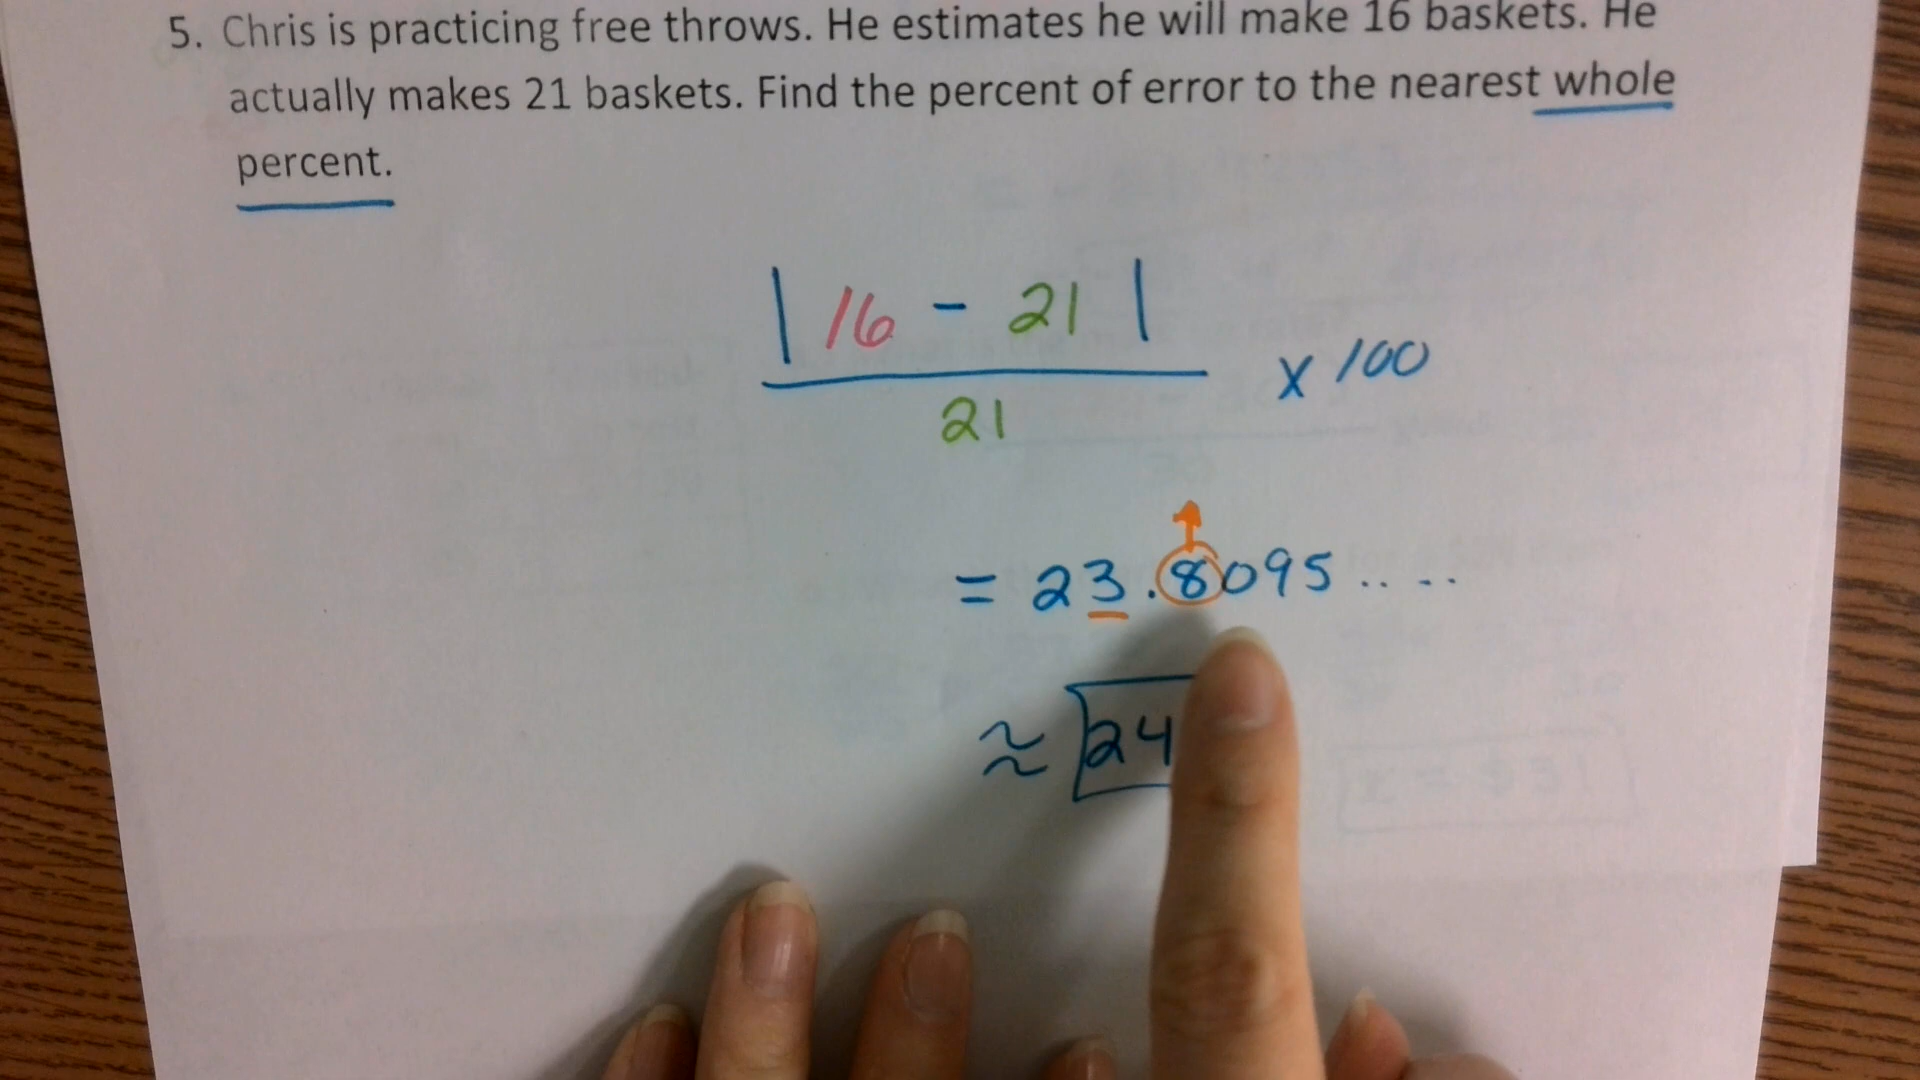 5. Chris is practicing free throws. He estimates he will make 16 baskets. He
actually makes 21 baskets. Find the percent of error to the nearest whole
percent.
| 16 - 21 |
21
x 100
= 23.8095.. ..
≈ 24